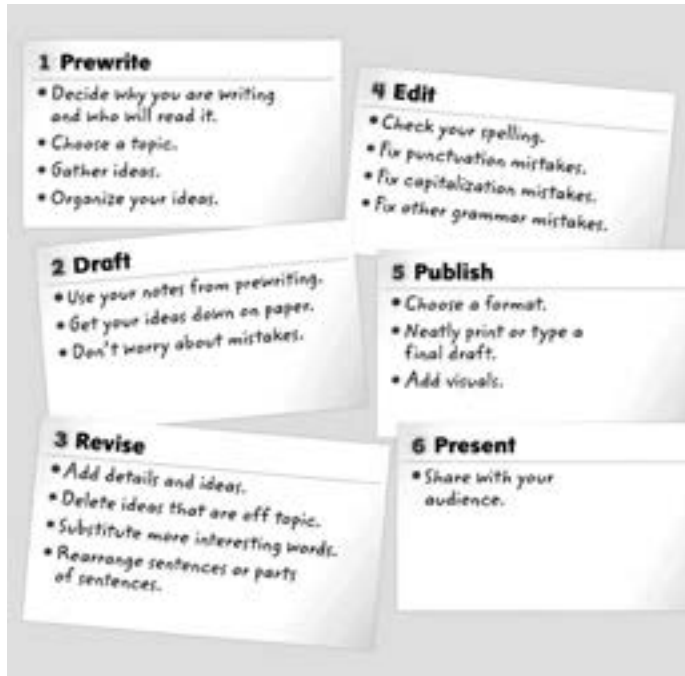 1 Prewrite
• Decide why you are writing
and who will read it.
• Choose a topic.
• Gather ideas.
• Organize your ideas.
2 Draft
• Use your notes from prewriting.
• Get your ideas down on paper.
• Don't worry about mistakes.
3 Revise
• Add details and ideas.
• Delete ideas that are off topic.
• Substitute more interesting words.
• Rearrange sentences or parts
of sentences.
4 Edit
• Check your spelling.
• Fix punctuation mistakes.
• Fix capitalization mistakes.
• Fix other grammar mistakes.
5 Publish
• Choose a format.
• Neatly print or type a
final draft.
• Add visuals.
6 Present
• Share with your
audience.